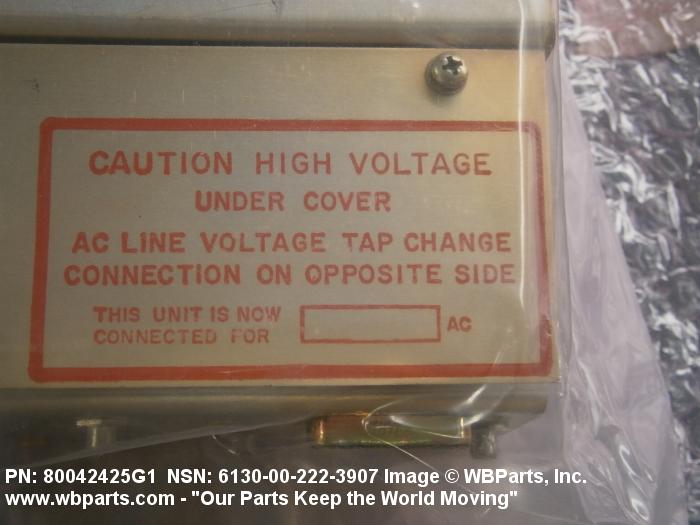 CAUTION HIGH VOLTAGE
UNDER COVER
AC LINE VOLTAGE TAP CHANGE
CONNECTION ON OPPOSITE SIDE
THIS UNIT IS NOW
CONNECTED FOR
AC
PN: 80042425G1 NSN: 6130-00-222-3907 Image © WBParts, Inc.
www.wbparts.com - "Our Parts Keep the World Moving"